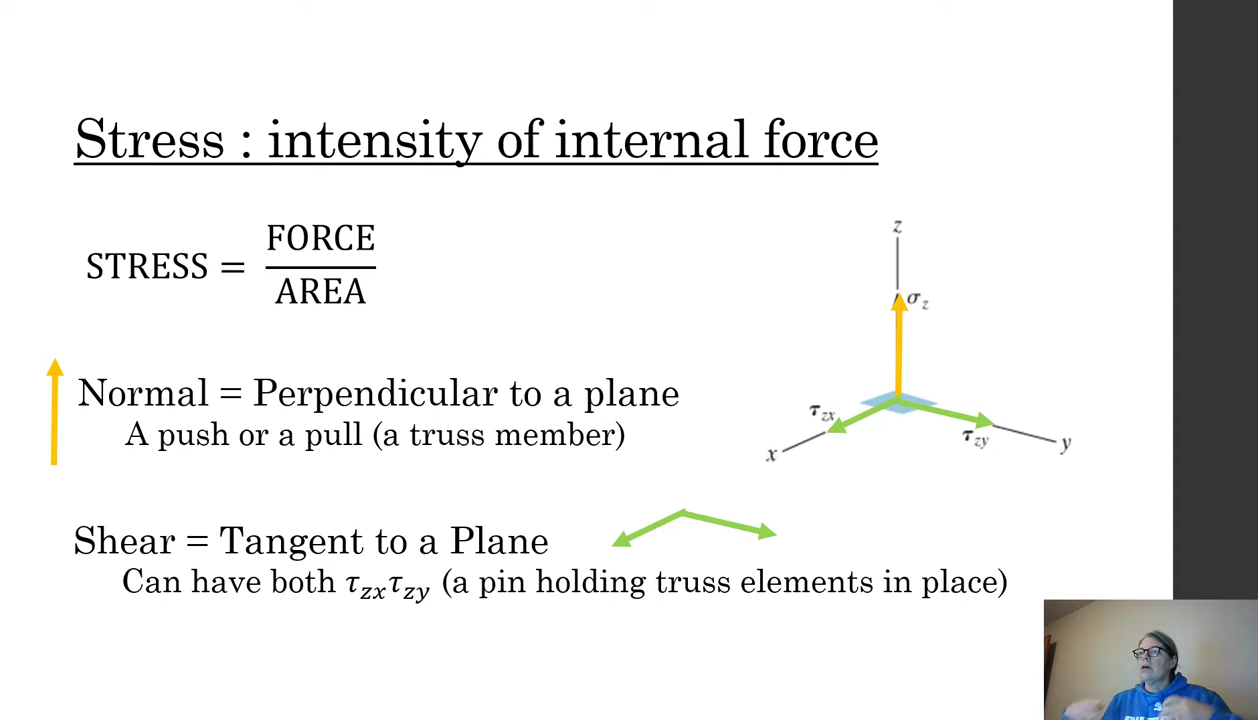 Stress : intensity of internal force
STRESS = FORCE
AREA
z
σz
Normal = Perpendicular to a plane
A push or a pull (a truss member)
τzx
τzy
x
y
Shear = Tangent to a Plane
Can have both τzxτzy (a pin holding truss elements in place)